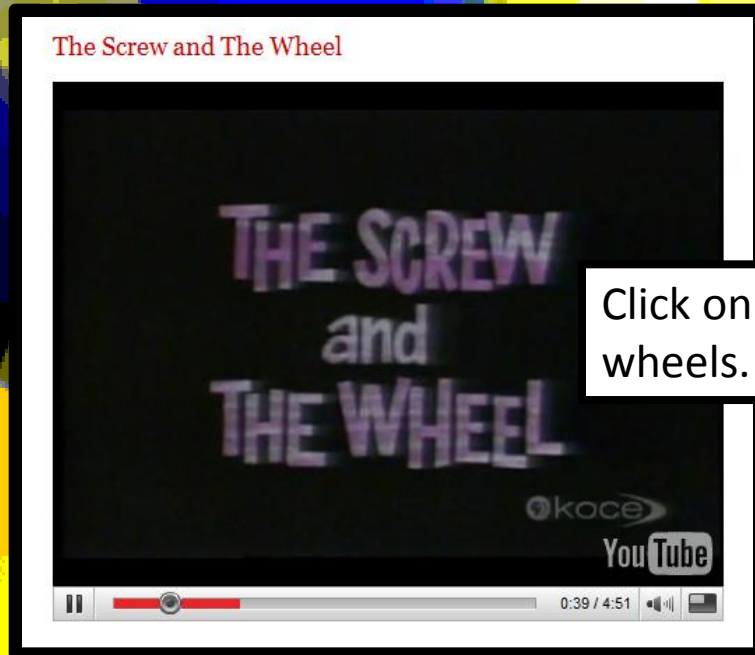 The Screw and The Wheel
THE SCREW
and
THE WHEEL
Click on
wheels.
koce
YouTube
0:39 / 4:51